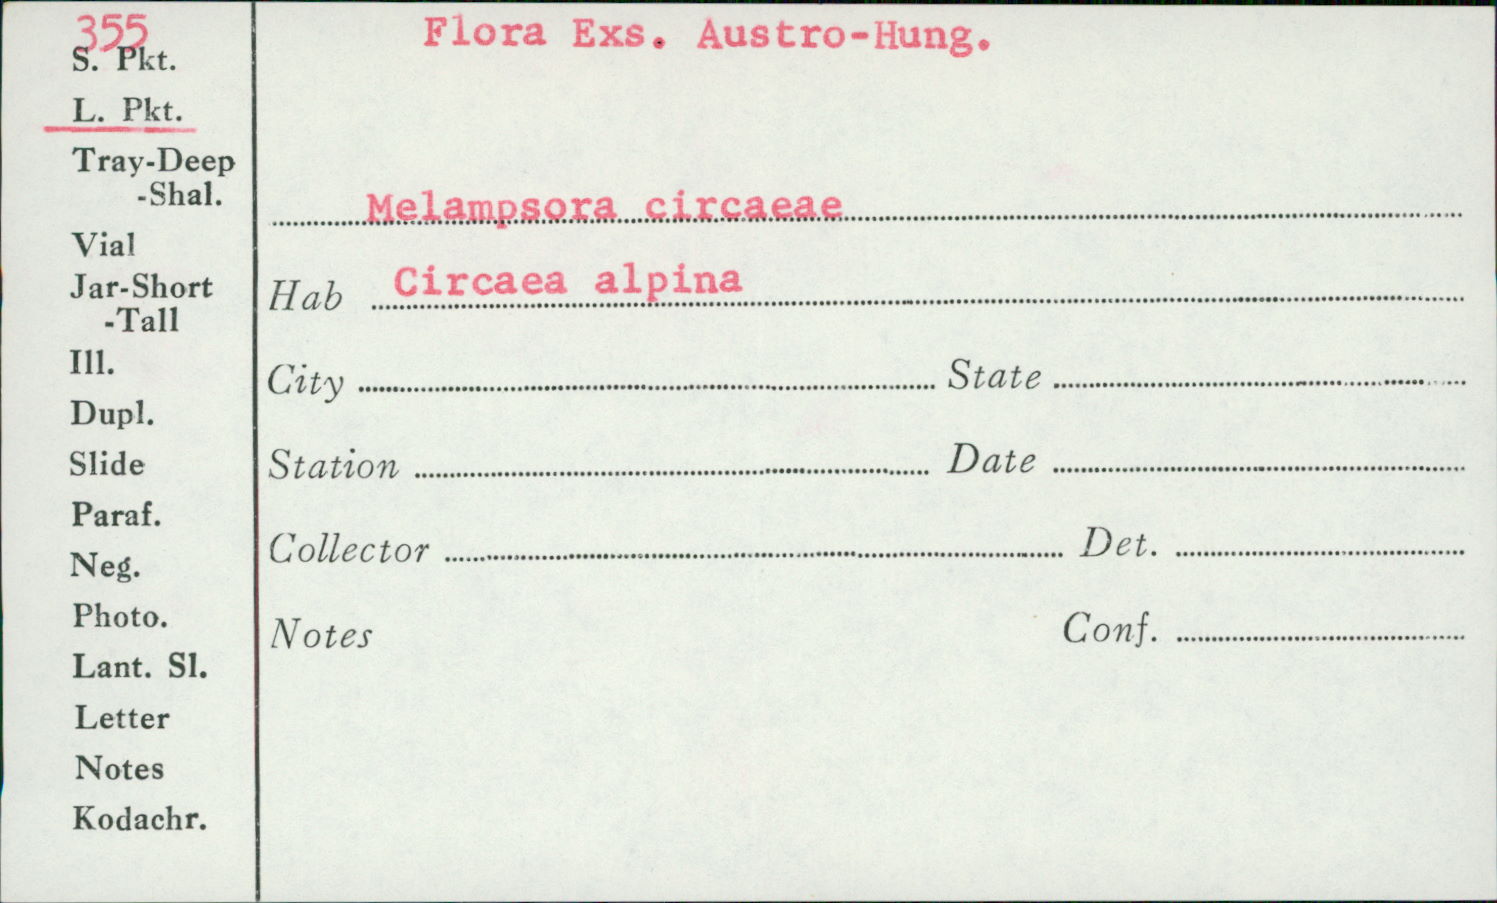 355
S. Pkt.
L. Pkt.
Tray-Deep
-Shal.
Vial
Jar-Short
-Tall
Ill.
Dupl.
Slide
Paraf.
Neg.
Photo.
Lant. Sl.
Letter
Notes
Kodachr.
Flora Exs. Austro-Hung.
Melampsora circaeae
Hab Circaea alpina
City State
Station Date
Collector Det.
Notes Conf.